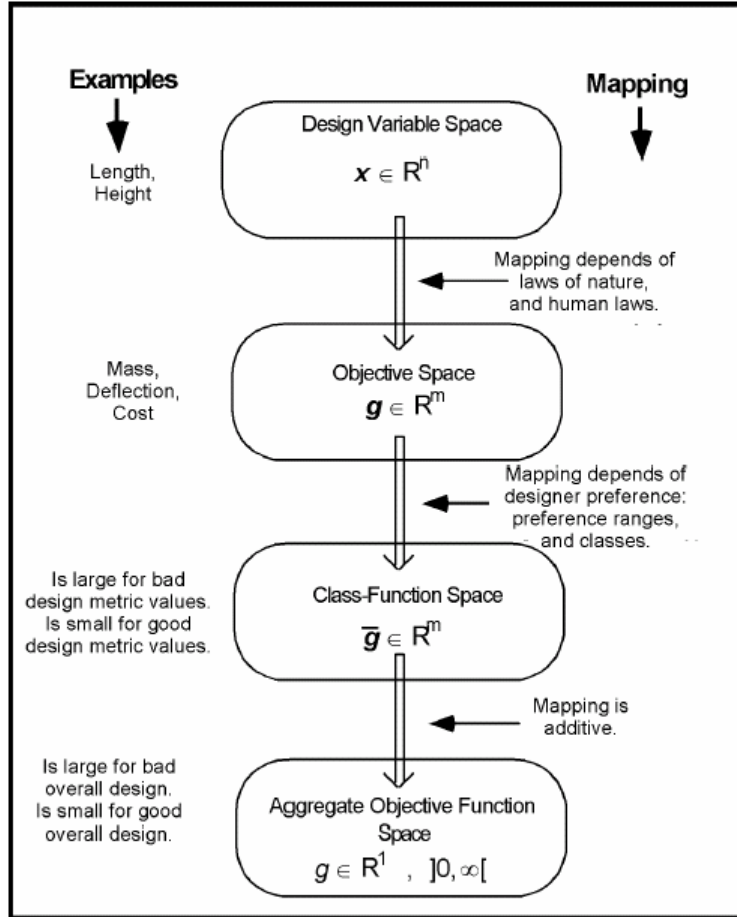 Examples
Mapping
Design Variable Space
x ∈ Rⁿ
Length,
Height
Mapping depends of
laws of nature,
and human laws.
Mass,
Deflection,
Cost
Objective Space
g ∈ Rᵐ
Mapping depends of
designer preference:
preference ranges,
and classes.
Is large for bad
design metric values.
Is small for good
design metric values.
Class-Function Space
g̅ ∈ Rᵐ
Mapping is
additive.
Is large for bad
overall design.
Is small for good
overall design.
Aggregate Objective Function
Space
g ∈ R¹ , ]0,∞[